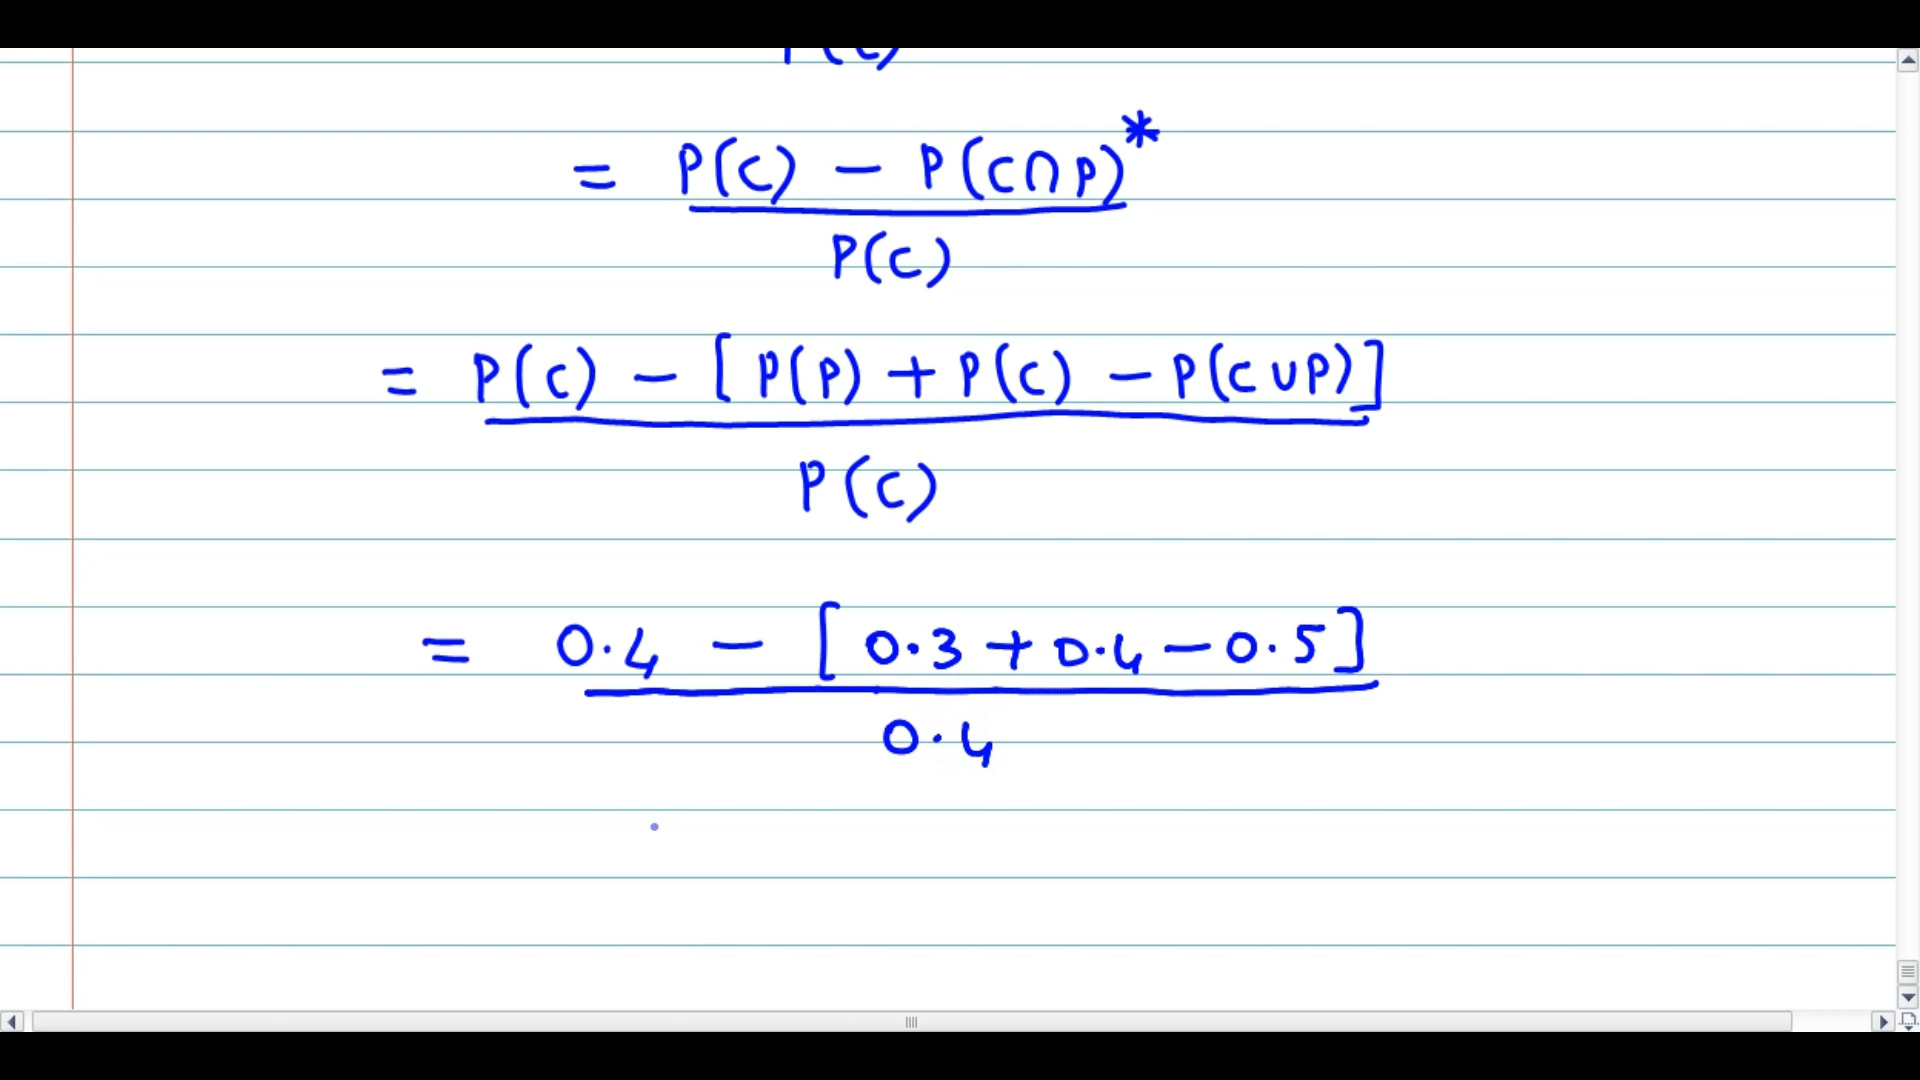 P(C)
= P(C) - P(C∩P)*
P(C)
= P(C) - [P(P) + P(C) - P(C∪P)]
P(C)
= 0.4 - [0.3 + 0.4 - 0.5]
0.4